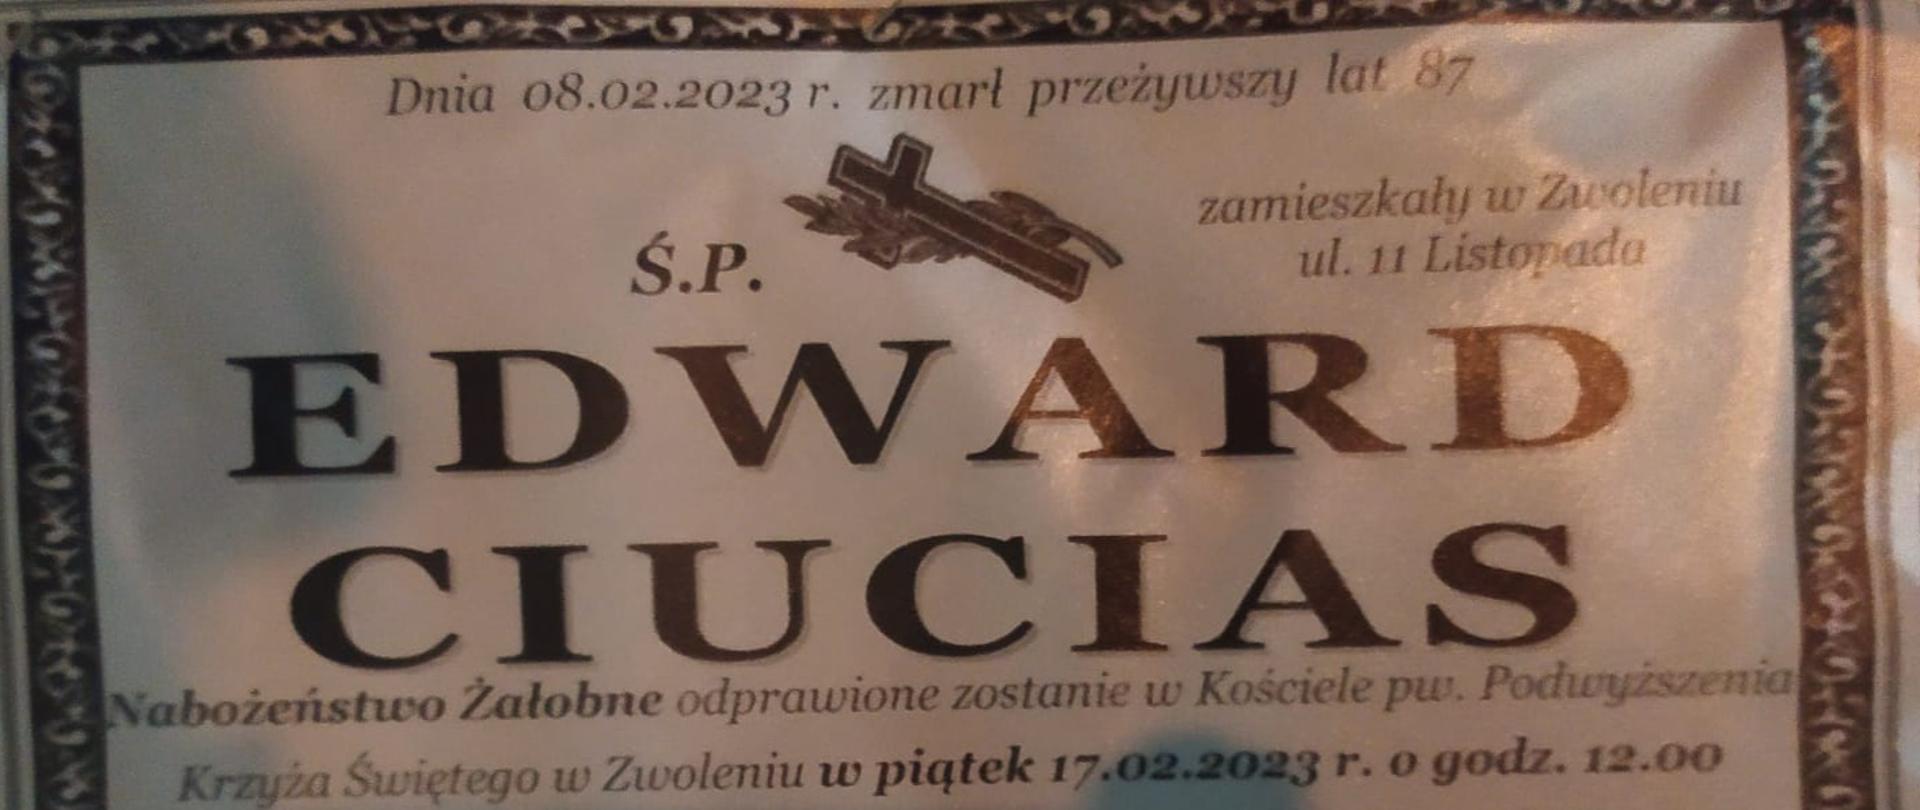 Dnia 08.02.2023 r. zmarł przeżywszy lat 87
zamieszkały w Zwoleniu
ul. 11 Listopada
Ś.P.
EDWARD
CIUCIAS
Nabożeństwo Żałobne odprawione zostanie w Kościele pw. Podwyższenia
Krzyża Świętego w Zwoleniu w piątek 17.02.2023 r. o godz. 12.00